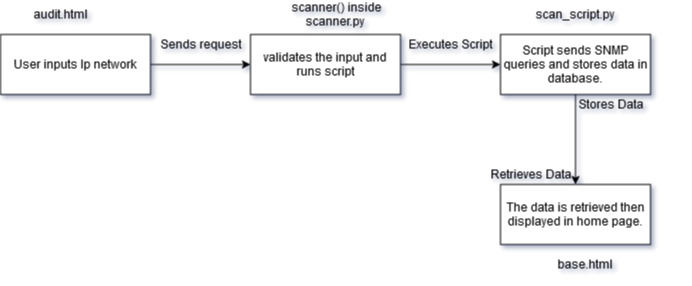 audit.html
User inputs Ip network
Sends request
scanner() inside
scanner.py
validates the input and
runs script
Executes Script
scan_script.py
Script sends SNMP
queries and stores data in
database.
Stores Data
Retrieves Data
The data is retrieved then
displayed in home page.
base.html